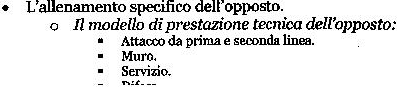 • L'allenamento specifico dell'opposto.
o Il modello di prestazione tecnica dell'opposto:
▪ Attacco da prima e seconda linea.
▪ Muro.
▪ Servizio.